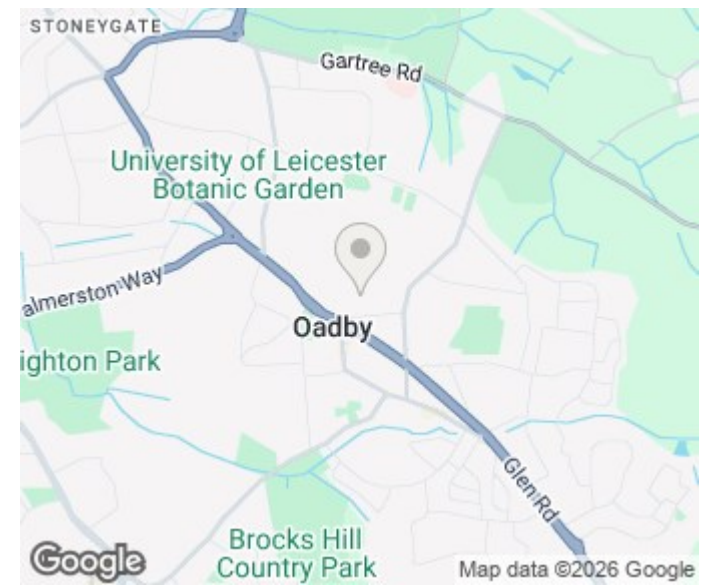 STONEYGATE
Gartree Rd
University of Leicester
Botanic Garden
almerston Way
Oadby
ighton Park
Glen Rd
Brocks Hill
Country Park
Google
Map data ©2026 Google